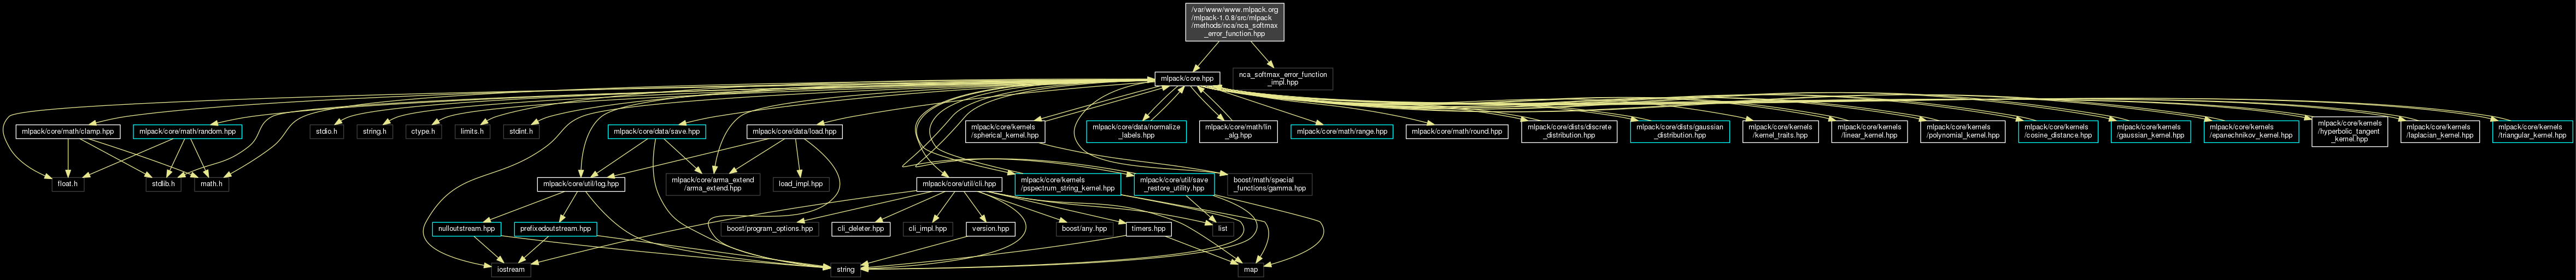 /var/www/www.mlpack.org
/mlpack-1.0.8/src/mlpack
/methods/nca/nca_softmax
_error_function.hpp
mlpack/core.hpp
nca_softmax_error_function
_impl.hpp
mlpack/core/math/clamp.hpp
mlpack/core/math/random.hpp
stdio.h
string.h
ctype.h
limits.h
stdint.h
mlpack/core/data/save.hpp
mlpack/core/data/load.hpp
mlpack/core/kernels
/spherical_kernel.hpp
mlpack/core/data/normalize
_labels.hpp
mlpack/core/math/lin
_alg.hpp
mlpack/core/math/range.hpp
mlpack/core/math/round.hpp
mlpack/core/dists/discrete
_distribution.hpp
mlpack/core/dists/gaussian
_distribution.hpp
mlpack/core/kernels
/kernel_traits.hpp
mlpack/core/kernels
/linear_kernel.hpp
mlpack/core/kernels
/polynomial_kernel.hpp
mlpack/core/kernels
/cosine_distance.hpp
mlpack/core/kernels
/gaussian_kernel.hpp
mlpack/core/kernels
/epanechnikov_kernel.hpp
mlpack/core/kernels
/hyperbolic_tangent
_kernel.hpp
mlpack/core/kernels
/laplacian_kernel.hpp
mlpack/core/kernels
/triangular_kernel.hpp
float.h
stdlib.h
math.h
mlpack/core/util/log.hpp
mlpack/core/arma_extend
/arma_extend.hpp
load_impl.hpp
mlpack/core/util/cli.hpp
mlpack/core/kernels
/pspectrum_string_kernel.hpp
mlpack/core/util/save
_restore_utility.hpp
boost/math/special
_functions/gamma.hpp
nulloutstream.hpp
prefixedoutstream.hpp
boost/program_options.hpp
cli_deleter.hpp
cli_impl.hpp
version.hpp
boost/any.hpp
timers.hpp
list
iostream
string
map